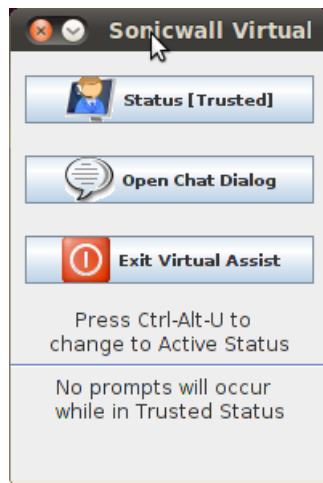 Sonicwall Virtual
Status [Trusted]
Open Chat Dialog
Exit Virtual Assist
Press Ctrl-Alt-U to
change to Active Status
No prompts will occur
while in Trusted Status